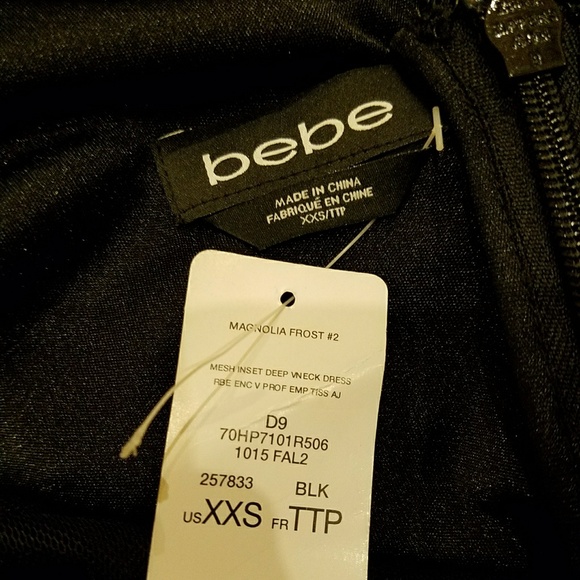 bebe
MADE IN CHINA
FABRIQUÉ EN CHINE
XXS/TTP
MAGNOLIA FROST #2
MESH INSET DEEP VNECK DRESS
RBE ENC V PROF EMP TISS AJ
D9
70HP7101R506
1015 FAL2
257833 BLK
US XXS FR TTP